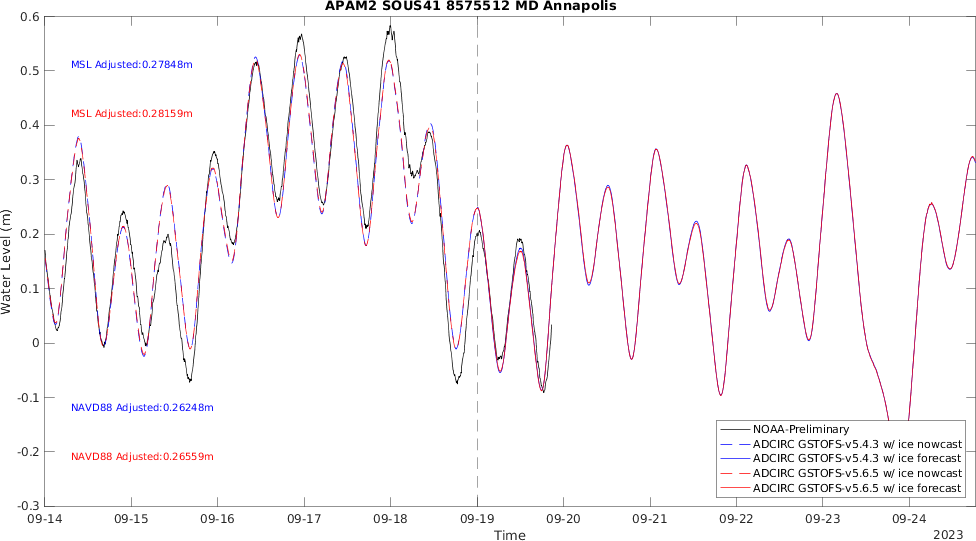 APAM2 SOUS41 8575512 MD Annapolis
0.6
0.5
0.4
0.3
0.2
0.1
0
-0.1
-0.2
-0.3
Water Level (m)
MSL Adjusted:0.27848m
MSL Adjusted:0.28159m
NAVD88 Adjusted:0.26248m
NAVD88 Adjusted:0.26559m
NOAA-Preliminary
ADCIRC GSTOFS-v5.4.3 w/ ice nowcast
ADCIRC GSTOFS-v5.4.3 w/ ice forecast
ADCIRC GSTOFS-v5.6.5 w/ ice nowcast
ADCIRC GSTOFS-v5.6.5 w/ ice forecast
09-14 09-15 09-16 09-17 09-18 09-19 09-20 09-21 09-22 09-23 09-24
Time
2023